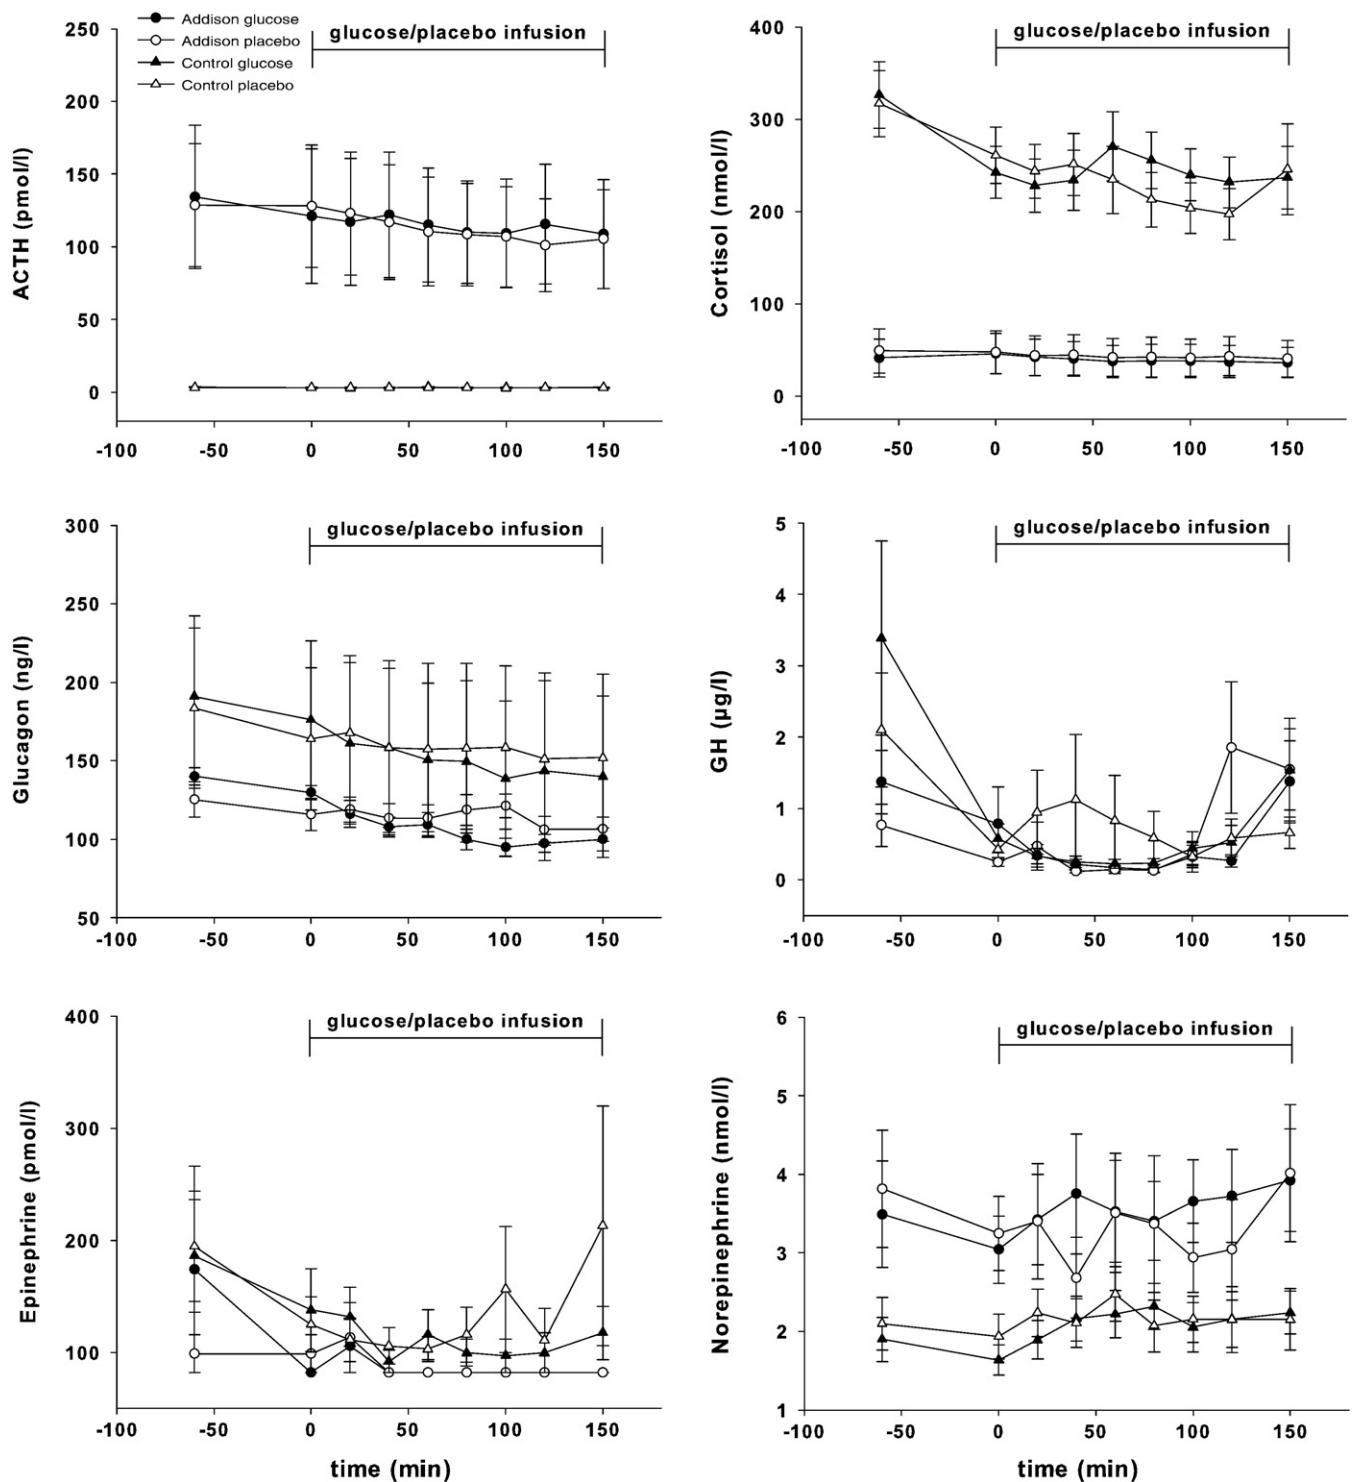 Addison glucose
Addison placebo
Control glucose
Control placebo
glucose/placebo infusion
250
200
150
100
50
0
ACTH (pmol/l)
-100 -50 0 50 100 150
glucose/placebo infusion
400
300
200
100
0
Cortisol (nmol/l)
-100 -50 0 50 100 150
glucose/placebo infusion
300
250
200
150
100
50
Glucagon (ng/l)
-100 -50 0 50 100 150
glucose/placebo infusion
5
4
3
2
1
0
GH (µg/l)
-100 -50 0 50 100 150
glucose/placebo infusion
400
300
200
100
Epinephrine (pmol/l)
-100 -50 0 50 100 150
time (min)
glucose/placebo infusion
6
5
4
3
2
1
Norepinephrine (nmol/l)
-100 -50 0 50 100 150
time (min)